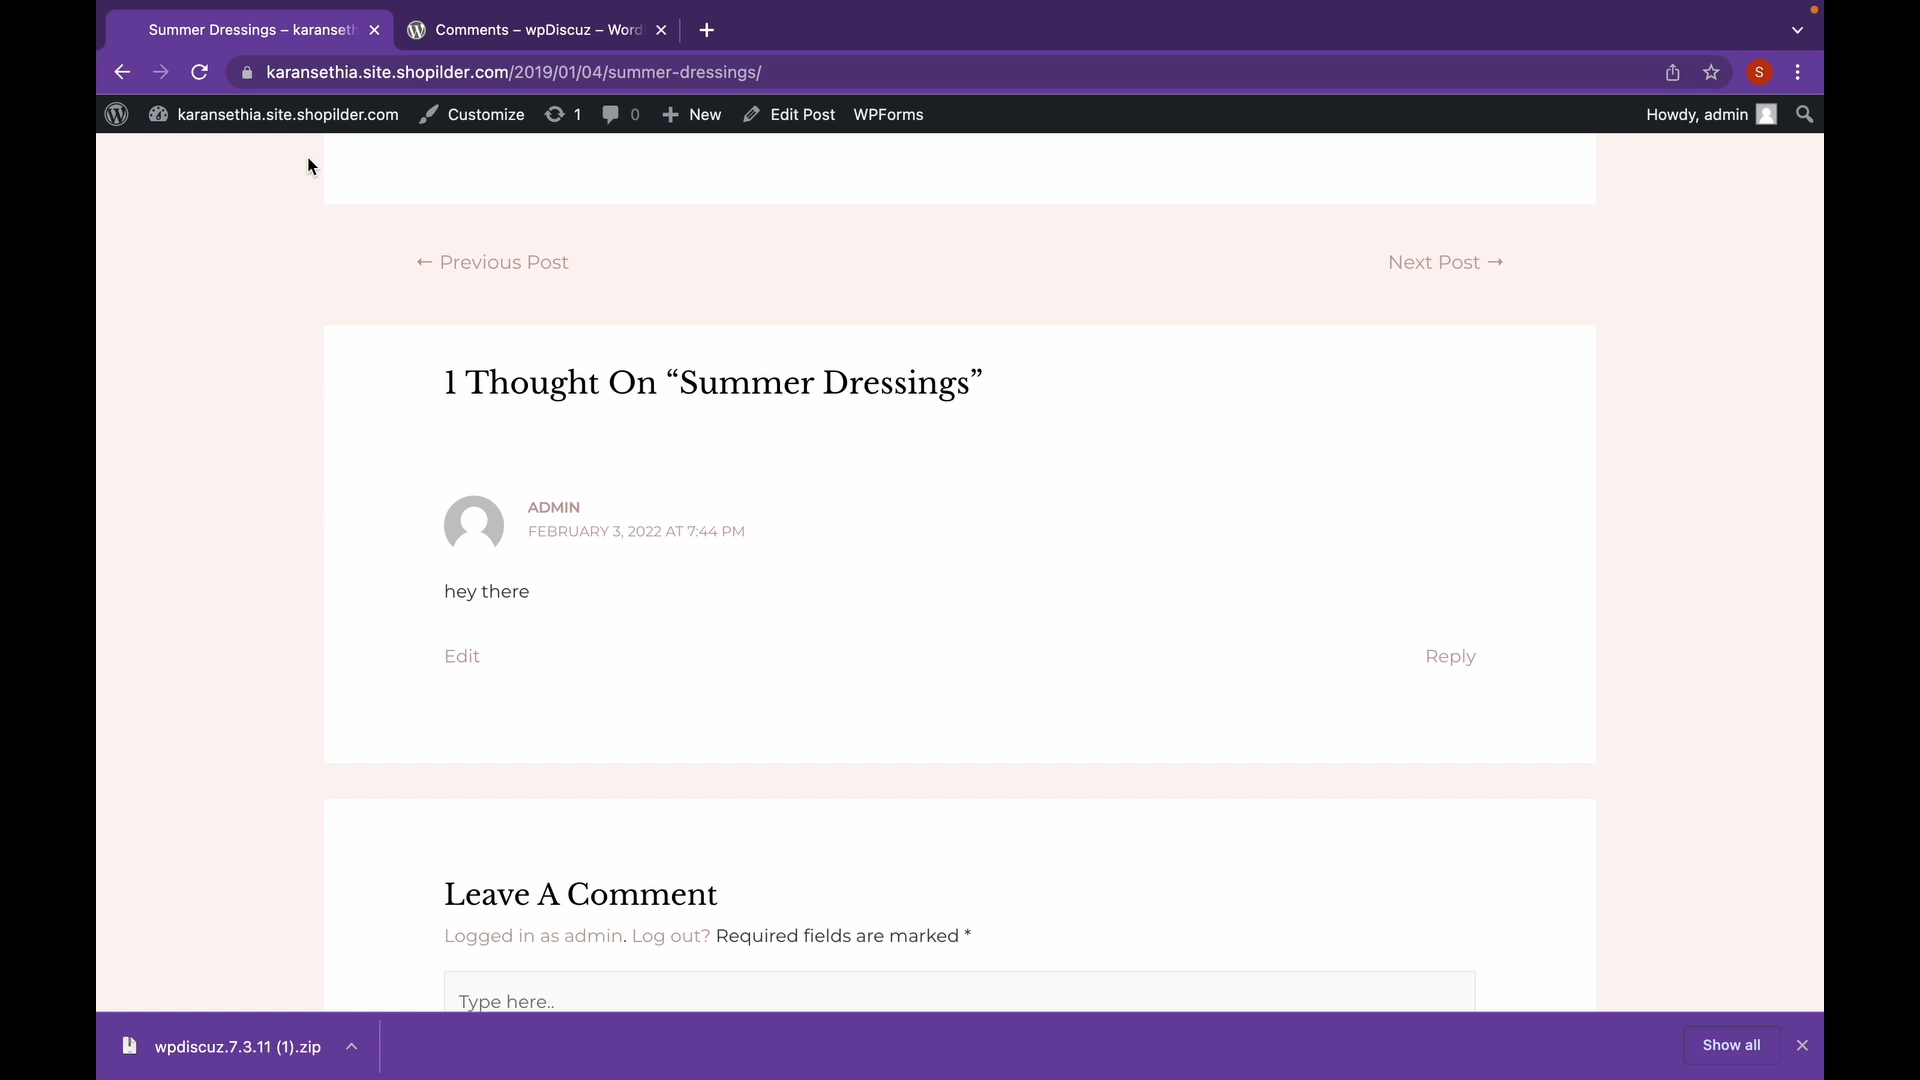 Summer Dressings – karanseth
Comments – wpDiscuz – Word
karansethia.site.shopilder.com/2019/01/04/summer-dressings/
S
karansethia.site.shopilder.com Customize 1 0 New Edit Post WPForms Howdy, admin
← Previous Post Next Post →
1 Thought On “Summer Dressings”
ADMIN
FEBRUARY 3, 2022 AT 7:44 PM
hey there
Edit Reply
Leave A Comment
Logged in as admin. Log out? Required fields are marked *
Type here..
wpdiscuz.7.3.11 (1).zip Show all